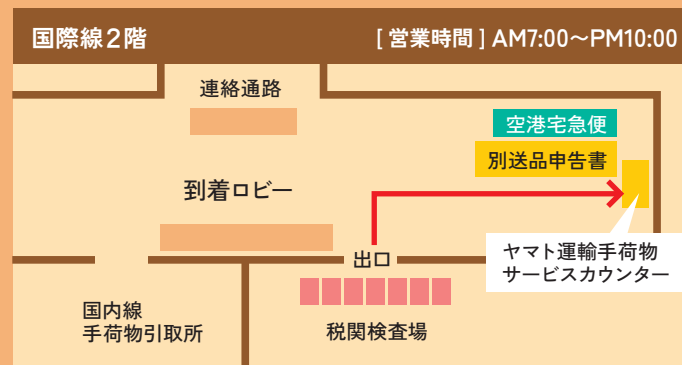 国際線2階
[ 営業時間 ] AM7:00〜PM10:00
連絡通路
空港宅急便
別送品申告書
到着ロビー
出口
ヤマト運輸手荷物
サービスカウンター
国内線
手荷物引取所
税関検査場